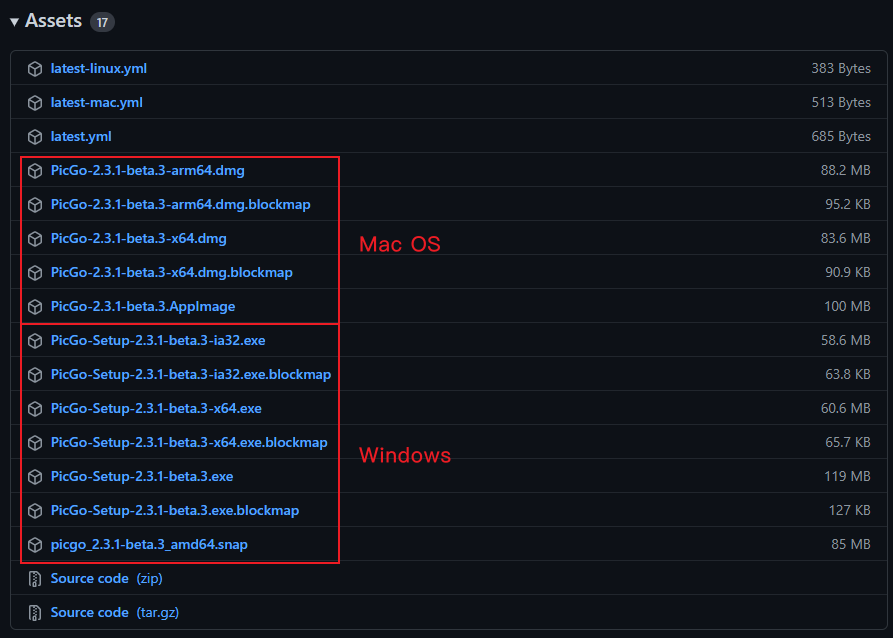 Assets 17
latest-linux.yml 383 Bytes
latest-mac.yml 513 Bytes
latest.yml 685 Bytes
PicGo-2.3.1-beta.3-arm64.dmg 88.2 MB
PicGo-2.3.1-beta.3-arm64.dmg.blockmap 95.2 KB
PicGo-2.3.1-beta.3-x64.dmg 83.6 MB
Mac OS
PicGo-2.3.1-beta.3-x64.dmg.blockmap 90.9 KB
PicGo-2.3.1-beta.3.AppImage 100 MB
PicGo-Setup-2.3.1-beta.3-ia32.exe 58.6 MB
PicGo-Setup-2.3.1-beta.3-ia32.exe.blockmap 63.8 KB
PicGo-Setup-2.3.1-beta.3-x64.exe 60.6 MB
PicGo-Setup-2.3.1-beta.3-x64.exe.blockmap 65.7 KB
Windows
PicGo-Setup-2.3.1-beta.3.exe 119 MB
PicGo-Setup-2.3.1-beta.3.exe.blockmap 127 KB
picgo_2.3.1-beta.3_amd64.snap 85 MB
Source code (zip)
Source code (tar.gz)